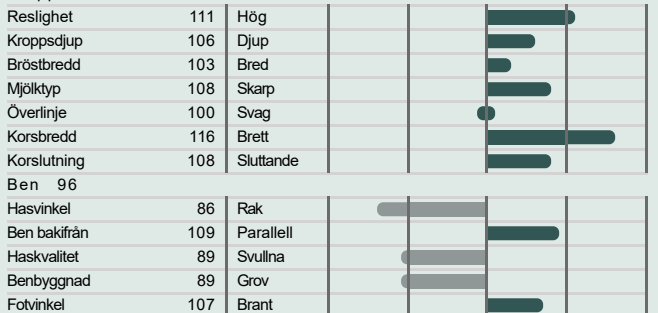 Reslighet 111 Hög
Kroppsdjup 106 Djup
Bröstbredd 103 Bred
Mjölktyp 108 Skarp
Överlinje 100 Svag
Korsbredd 116 Brett
Korslutning 108 Sluttande
Ben 96
Hasvinkel 86 Rak
Ben bakifrån 109 Parallell
Haskvalitet 89 Svullna
Benbyggnad 89 Grov
Fotvinkel 107 Brant